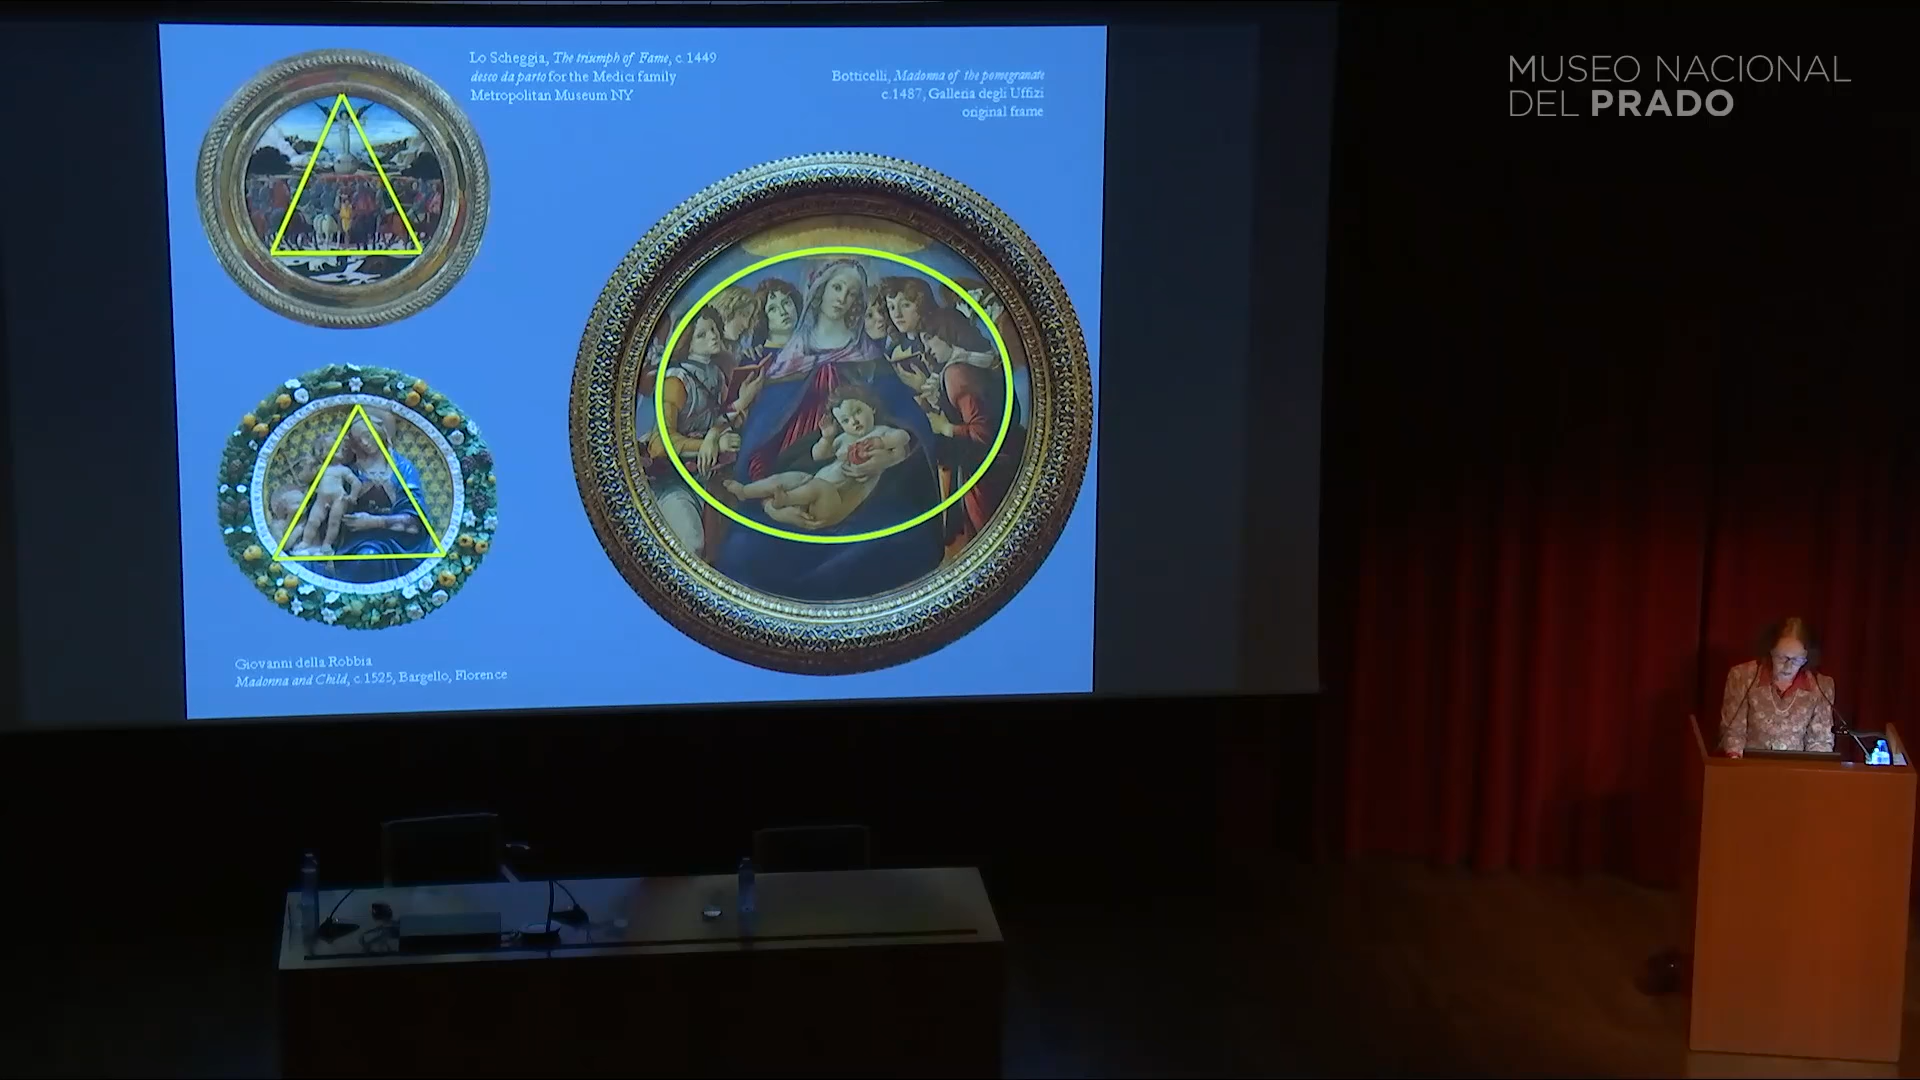 Lo Scheggia, The triumph of Fame, c.1449
desco da parto for the Medici family
Metropolitan Museum NY
Botticelli, Madonna of the pomegranate
c.1487, Galleria degli Uffizi
original frame
Giovanni della Robbia
Madonna and Child, c.1525, Bargello, Florence
MUSEO NACIONAL
DEL PRADO